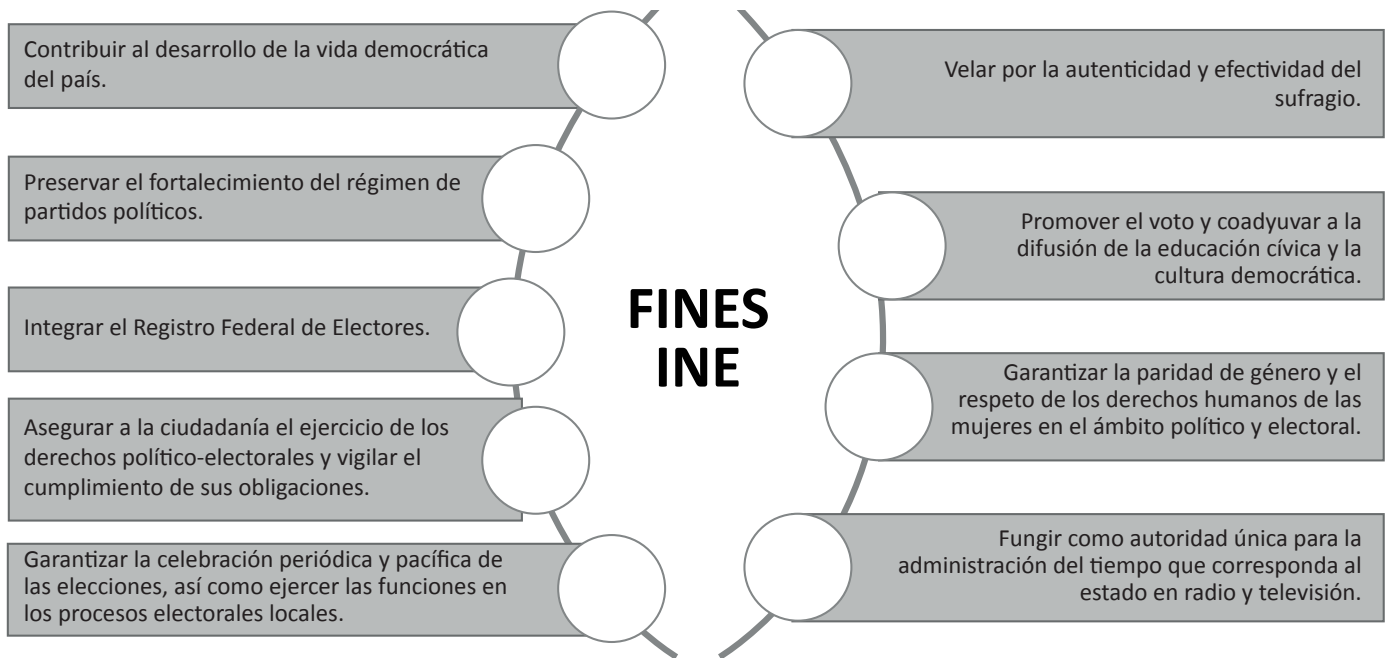 Contribuir al desarrollo de la vida democrática
del país.
Preservar el fortalecimiento del régimen de
partidos políticos.
Integrar el Registro Federal de Electores.
Asegurar a la ciudadanía el ejercicio de los
derechos político-electorales y vigilar el
cumplimiento de sus obligaciones.
Garantizar la celebración periódica y pacífica de
las elecciones, así como ejercer las funciones en
los procesos electorales locales.
FINES
INE
Velar por la autenticidad y efectividad del
sufragio.
Promover el voto y coadyuvar a la
difusión de la educación cívica y la
cultura democrática.
Garantizar la paridad de género y el
respeto de los derechos humanos de las
mujeres en el ámbito político y electoral.
Fungir como autoridad única para la
administración del tiempo que corresponda al
estado en radio y televisión.